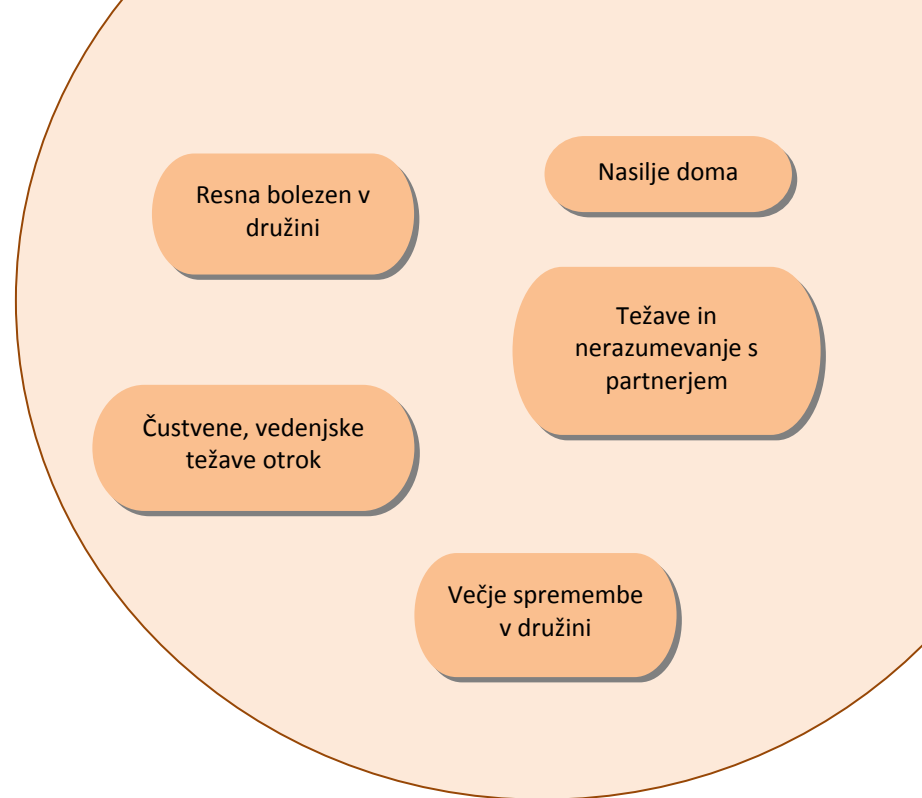 Resna bolezen v
družini
Nasilje doma
Težave in
nerazumevanje s
partnerjem
Čustvene, vedenjske
težave otrok
Večje spremembe
v družini